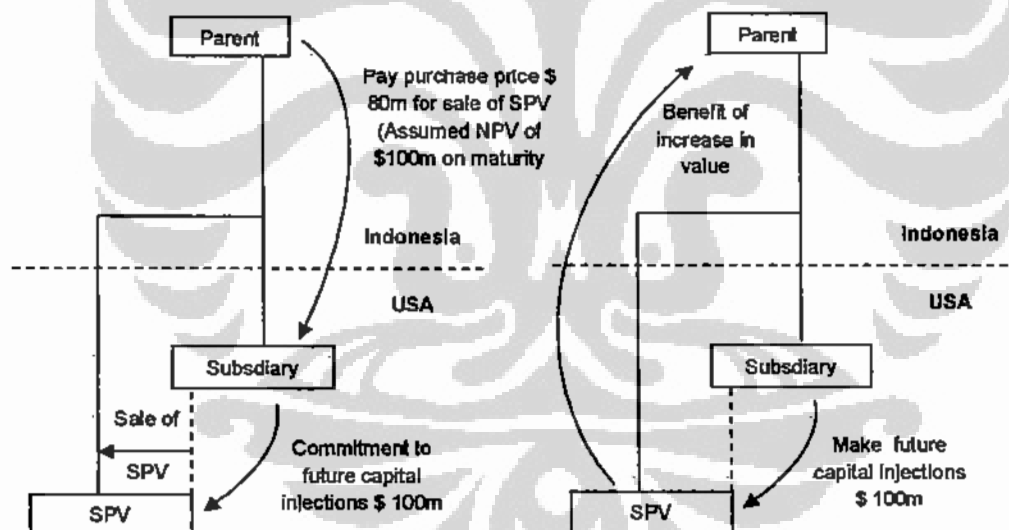 Parent
Pay purchase price $
80m for sale of SPV
(Assumed NPV of
$100m on maturity
Indonesia
USA
Subsdiary
Sale of
SPV
Commitment to
future capital
injections $ 100m
SPV
Parent
Benefit of
increase in
value
Indonesia
USA
Subsdiary
Make future
capital injections
$ 100m
SPV